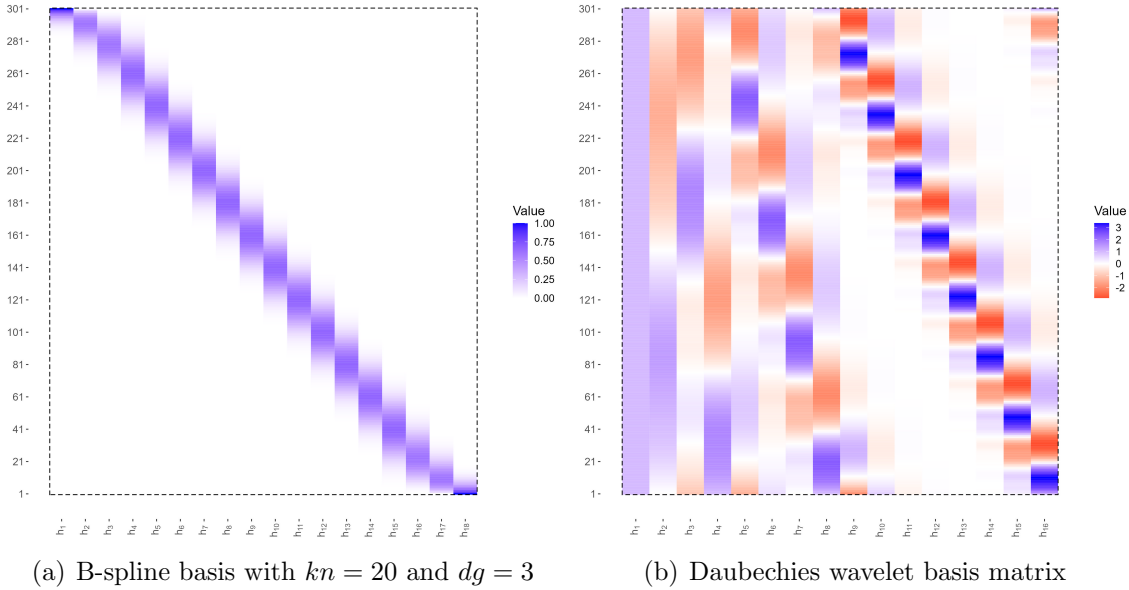 301
281
261
241
221
201
181
161
141
121
101
81
61
41
21
1
h₁
h₂
h₃
h₄
h₅
h₆
h₇
h₈
h₉
h₁₀
h₁₁
h₁₂
h₁₃
h₁₄
h₁₅
h₁₆
h₁₇
h₁₈
Value
1.00
0.75
0.50
0.25
0.00
(a) B-spline basis with kn = 20 and dg = 3
301
281
261
241
221
201
181
161
141
121
101
81
61
41
21
1
h₁
h₂
h₃
h₄
h₅
h₆
h₇
h₈
h₉
h₁₀
h₁₁
h₁₂
h₁₃
h₁₄
h₁₅
h₁₆
Value
3
2
1
0
-1
-2
(b) Daubechies wavelet basis matrix